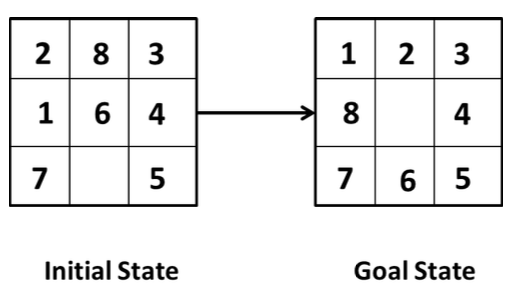 2 8 3
1 6 4
7 5
1 2 3
8 4
7 6 5
Initial State
Goal State